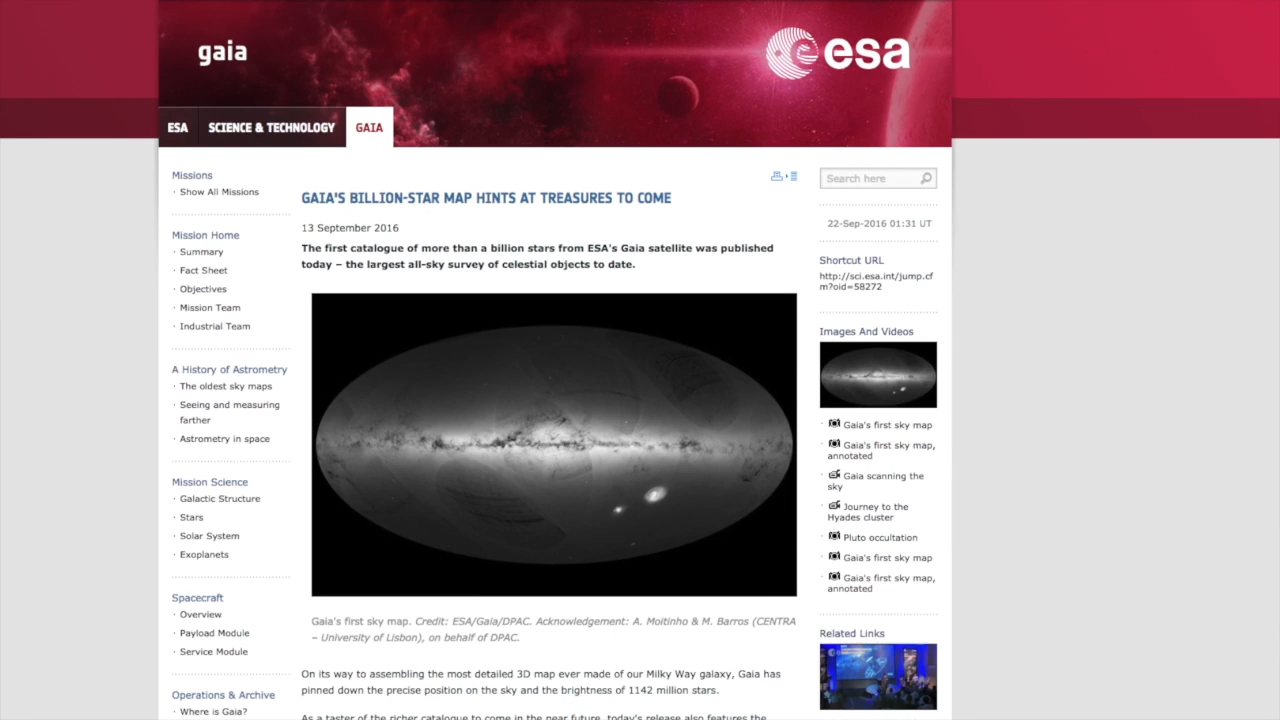 gaia
esa
ESA
SCIENCE & TECHNOLOGY
GAIA
Missions
Show All Missions
Mission Home
Summary
Fact Sheet
Objectives
Mission Team
Industrial Team
A History of Astrometry
The oldest sky maps
Seeing and measuring
farther
Astrometry in space
Mission Science
Galactic Structure
Stars
Solar System
Exoplanets
Spacecraft
Overview
Payload Module
Service Module
Operations & Archive
Where is Gaia?
GAIA'S BILLION-STAR MAP HINTS AT TREASURES TO COME
13 September 2016
The first catalogue of more than a billion stars from ESA's Gaia satellite was published
today – the largest all-sky survey of celestial objects to date.
Gaia's first sky map. Credit: ESA/Gaia/DPAC. Acknowledgement: A. Moitinho & M. Barros (CENTRA
– University of Lisbon), on behalf of DPAC.
On its way to assembling the most detailed 3D map ever made of our Milky Way galaxy, Gaia has
pinned down the precise position on the sky and the brightness of 1142 million stars.
As a taster of the richer catalogue to come in the near future, today's release also features the
Search here
22-Sep-2016 01:31 UT
Shortcut URL
http://sci.esa.int/jump.cf
m?oid=58272
Images And Videos
Gaia's first sky map
Gaia's first sky map,
annotated
Gaia scanning the
sky
Journey to the
Hyades cluster
Pluto occultation
Gaia's first sky map
Gaia's first sky map,
annotated
Related Links